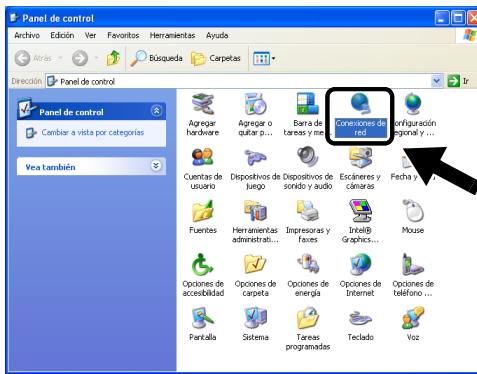 Panel de control
Archivo Edición Ver Favoritos Herramientas Ayuda
Atrás Búsqueda Carpetas
Dirección Panel de control Ir
Panel de control
Cambiar a vista por categorías
Vea también
Agregar hardware
Agregar o quitar p...
Barra de tareas y me...
Conexiones de red
onfiguración egional y ...
Cuentas de usuario
Dispositivos de juego
Dispositivos de sonido y audio
Escáneres y cámaras
Fecha y
Fuentes
Herramientas administrati...
Impresoras y faxes
Intel® Graphics...
Mouse
Opciones de accesibilidad
Opciones de carpeta
Opciones de energía
Opciones de Internet
Opciones de teléfono ...
Pantalla
Sistema
Tareas programadas
Teclado
Voz